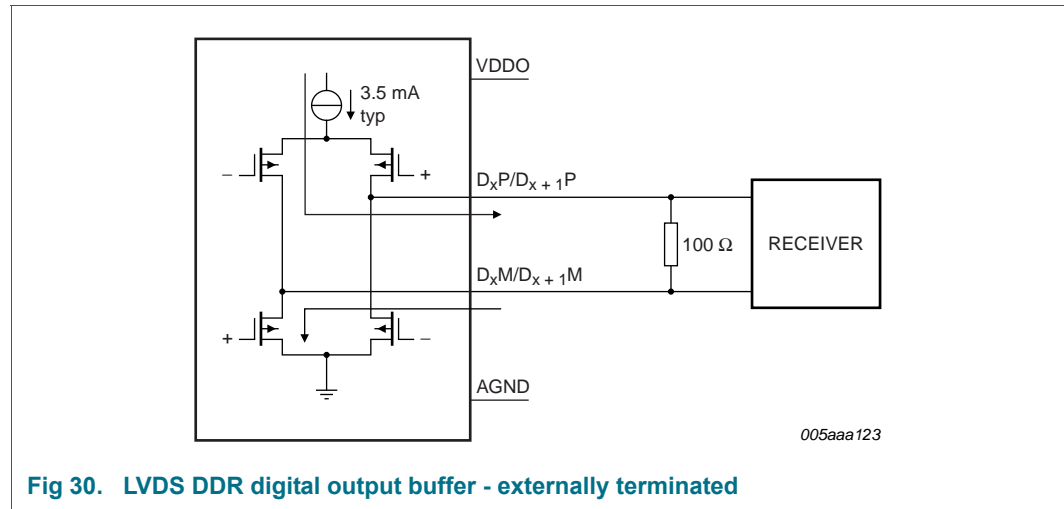 VDDO
3.5 mA
typ
−
+
DxP/Dx + 1P
100 Ω
RECEIVER
DxM/Dx + 1M
+
−
AGND
005aaa123
Fig 30. LVDS DDR digital output buffer - externally terminated